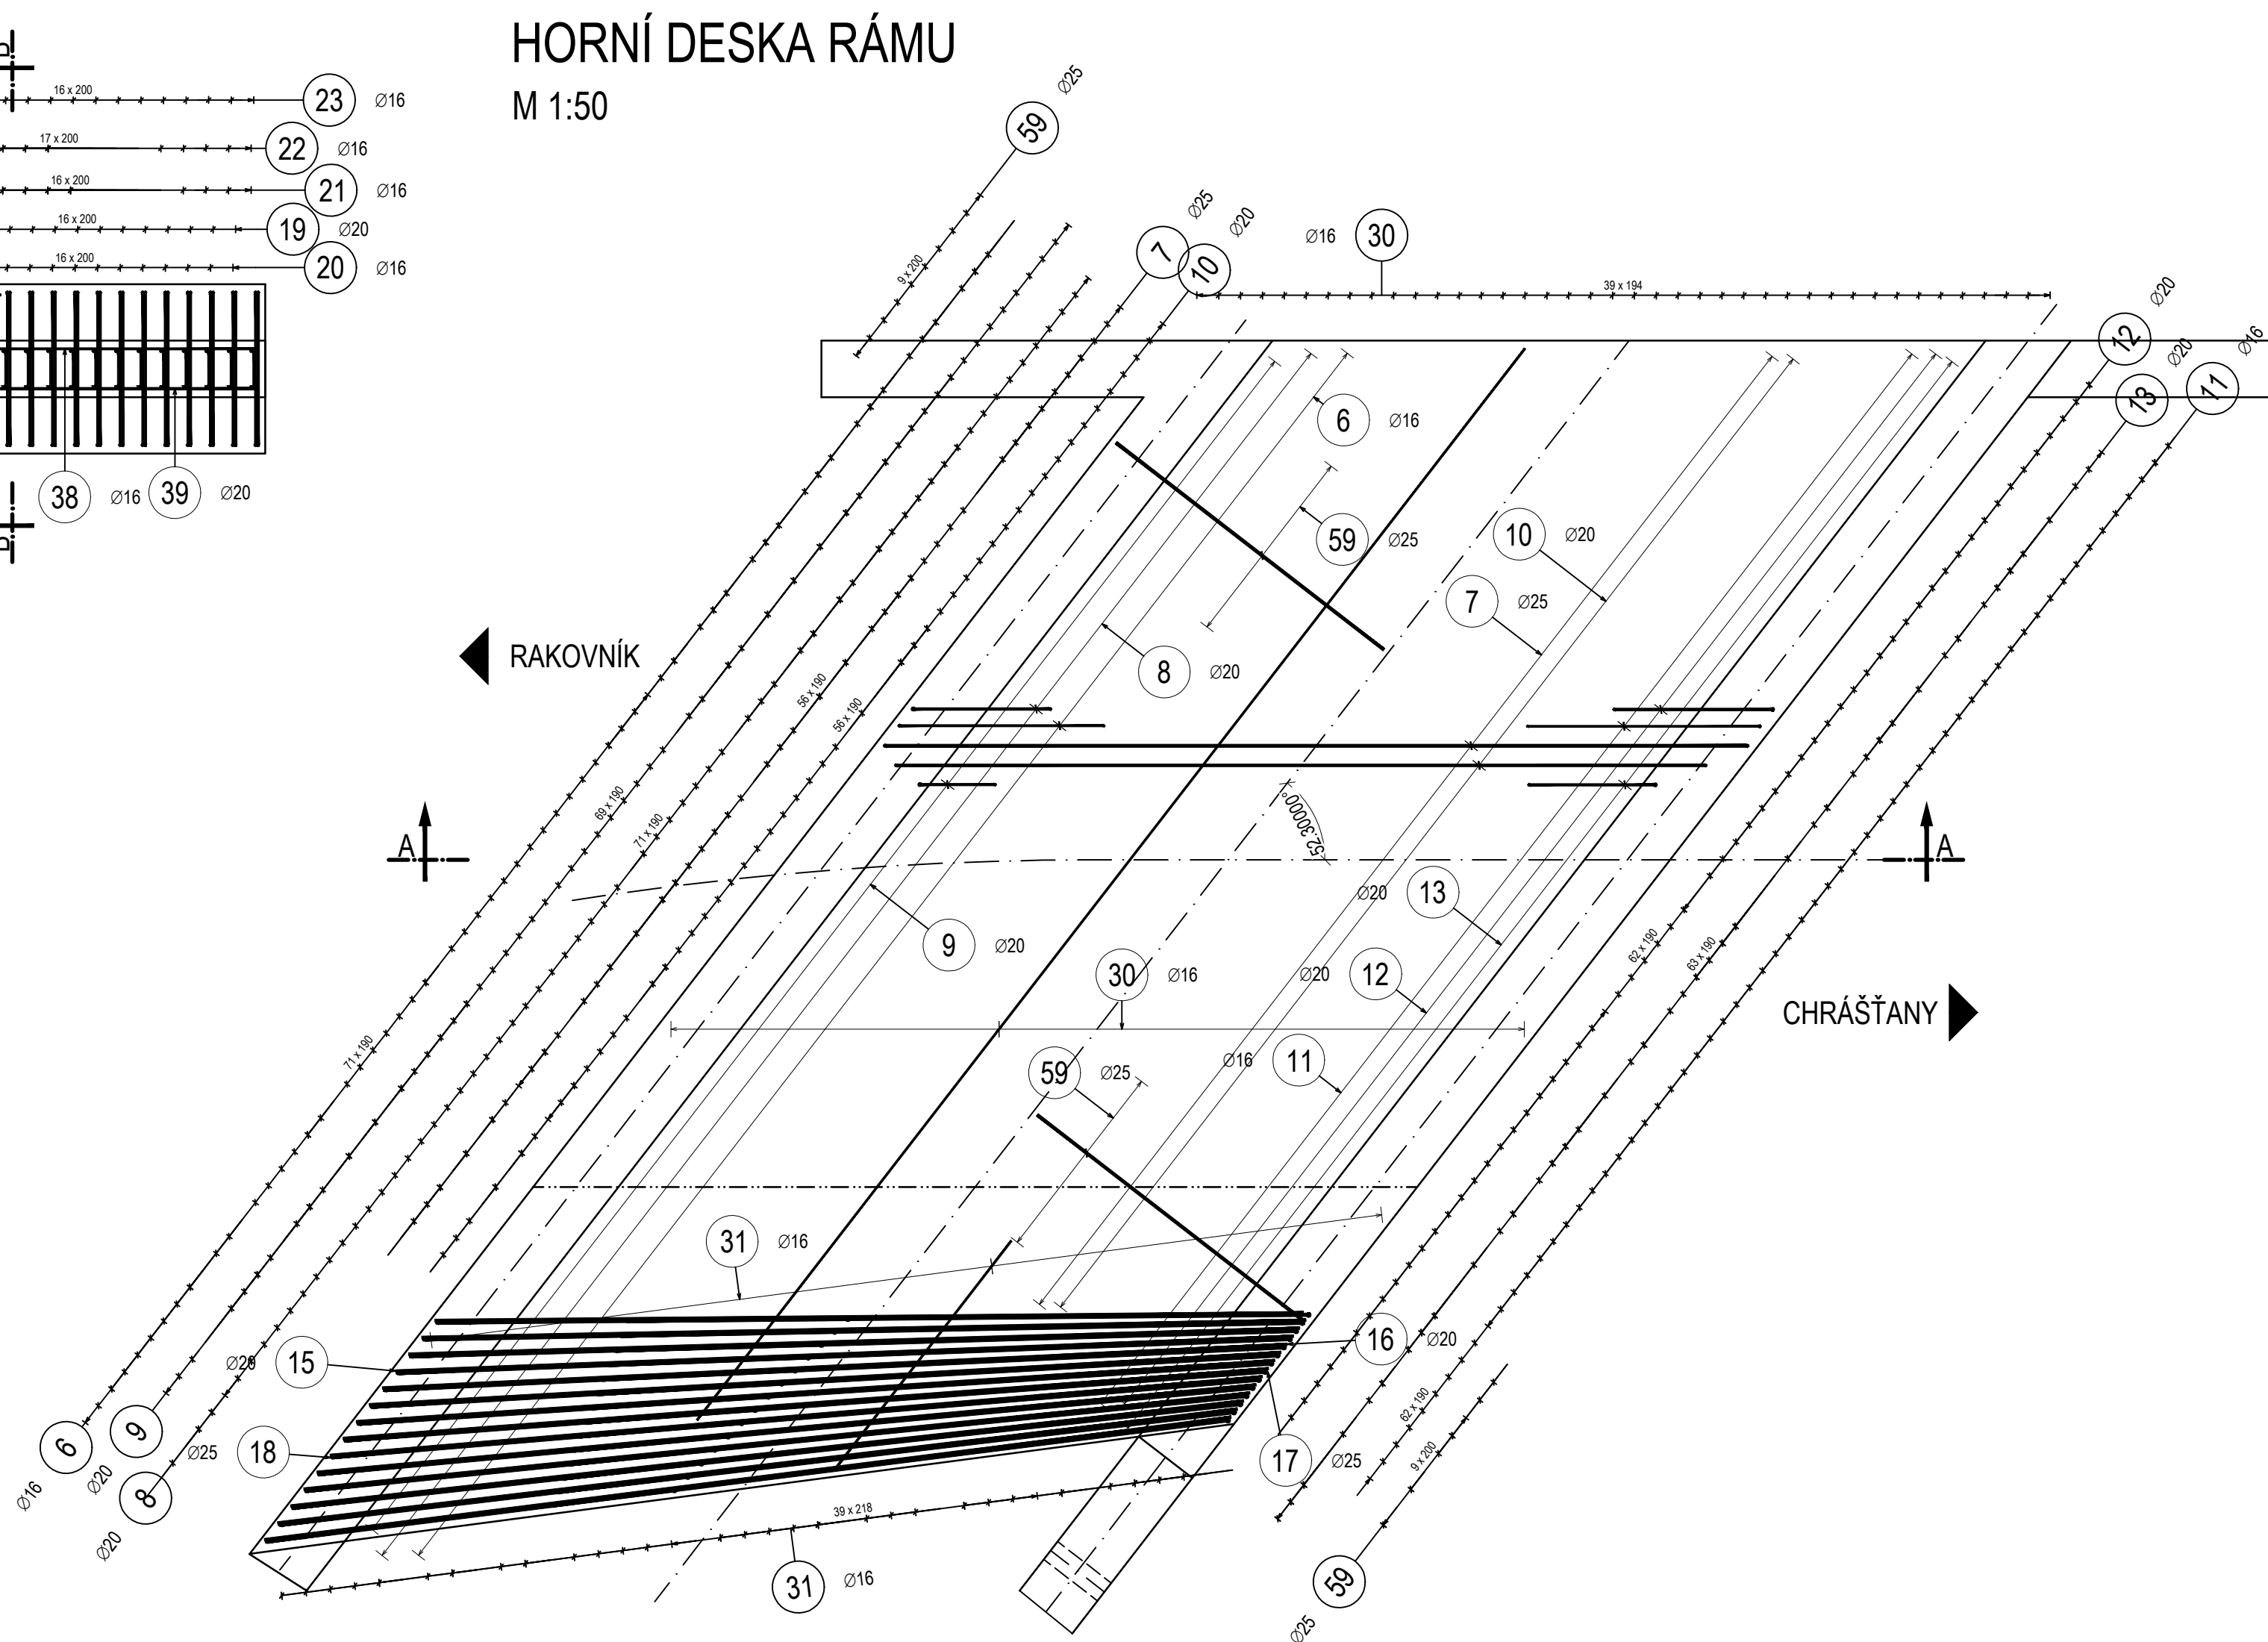 HORNÍ DESKA RÁMU
M 1:50
16 x 200
23 Ø16
17 x 200
22 Ø16
16 x 200
21 Ø16
16 x 200
19 Ø20
16 x 200
20 Ø16
38 Ø16
39 Ø20
59 Ø25
9 x 200
7 Ø25
10 Ø20
Ø16 30
39 x 194
12 Ø20
13 Ø20
11 Ø16
6 Ø16
59 Ø25
10 Ø20
7 Ø25
8 Ø20
RAKOVNÍK
56 x 190
56 x 190
69 x 190
71 x 190
71 x 190
52.30000°
A
A
Ø20 13
9 Ø20
30 Ø16
Ø20 12
62 x 190
63 x 190
CHRÁŠŤANY
59 Ø25
Ø16 11
31 Ø16
Ø20 15
16 Ø20
18 Ø25
17 Ø25
62 x 190
9 x 200
6 Ø16
9 Ø20
8 Ø20
39 x 218
31 Ø16
59 Ø25